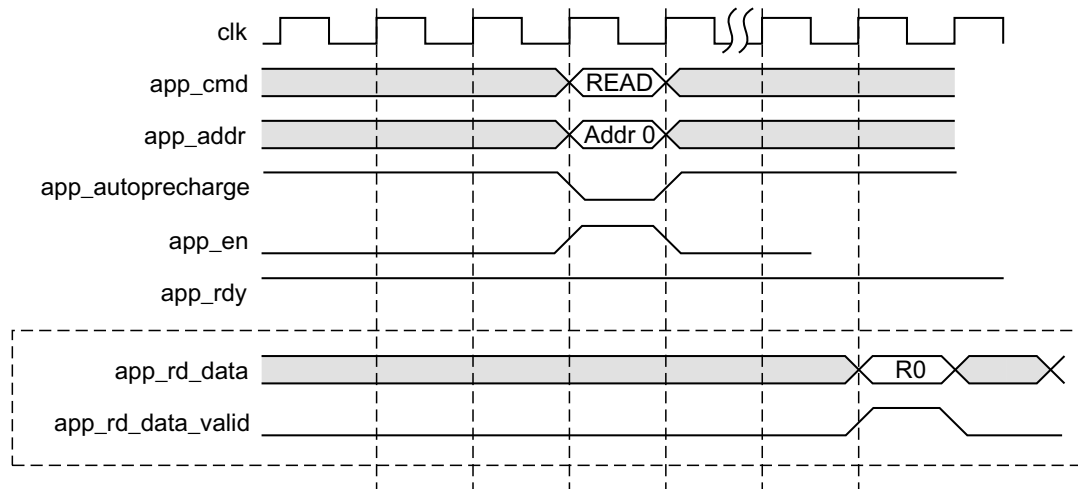 clk
app_cmd READ
app_addr Addr 0
app_autoprecharge
app_en
app_rdy
app_rd_data R0
app_rd_data_valid